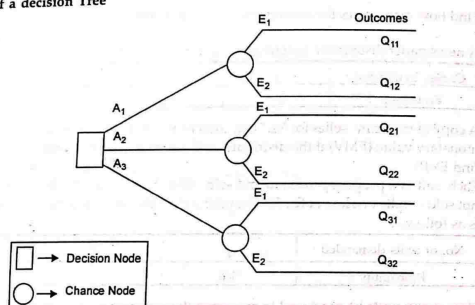 f a decision Tree
E₁ Outcomes
Q₁₁
E₂ Q₁₂
A₁
E₁ Q₂₁
A₂
A₃
E₂ Q₂₂
E₁
Q₃₁
E₂ Q₃₂
→ Decision Node
→ Chance Node